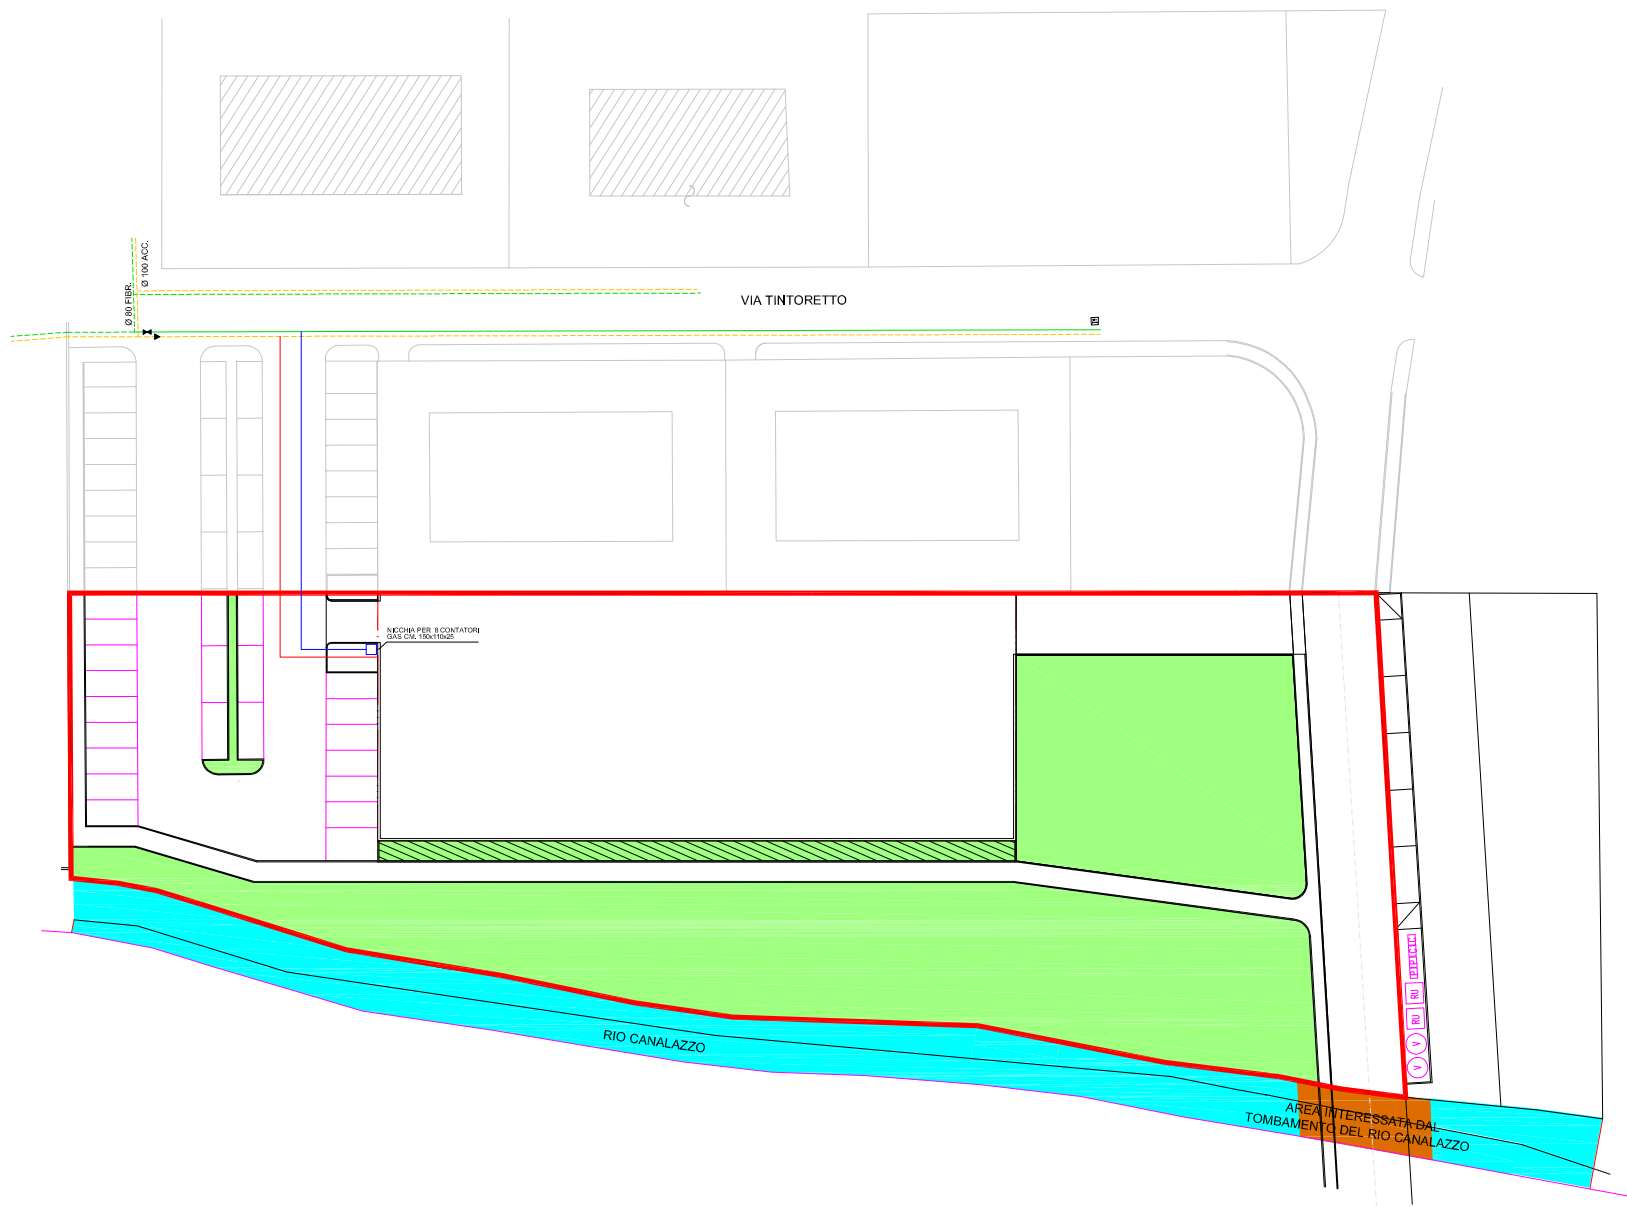 Ø 100 ACC.
Ø 80 FIBR.
VIA TINTORETTO
NICCHIA PER 8 CONTATORI
GAS CM. 150x110x25
P P C C
RU
RU
V
V
RIO CANALAZZO
AREA INTERESSATA DAL
TOMBAMENTO DEL RIO CANALAZZO